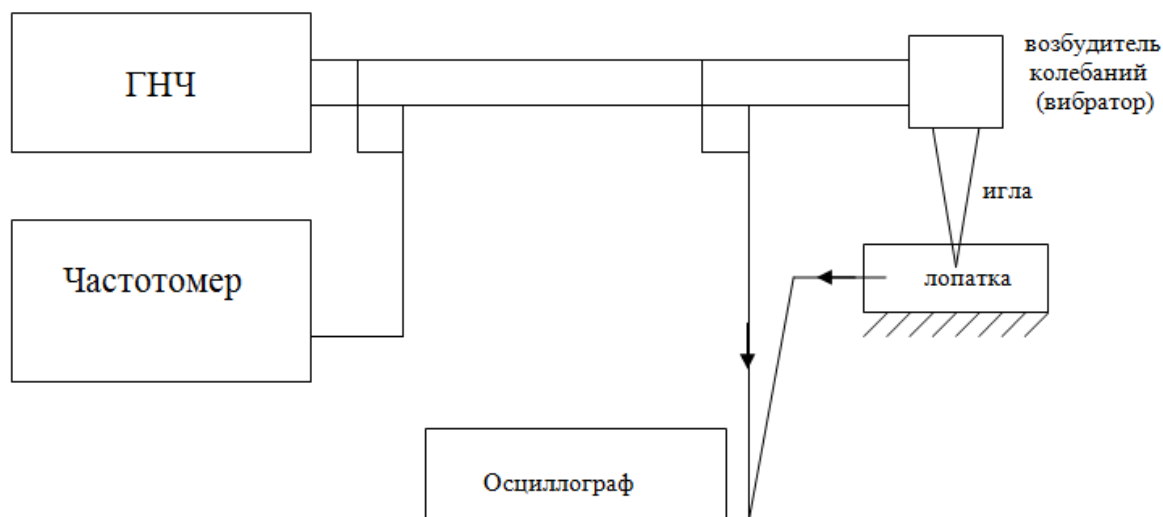 ГНЧ
возбудитель
колебаний
(вибратор)
игла
Частотомер
лопатка
Осциллограф